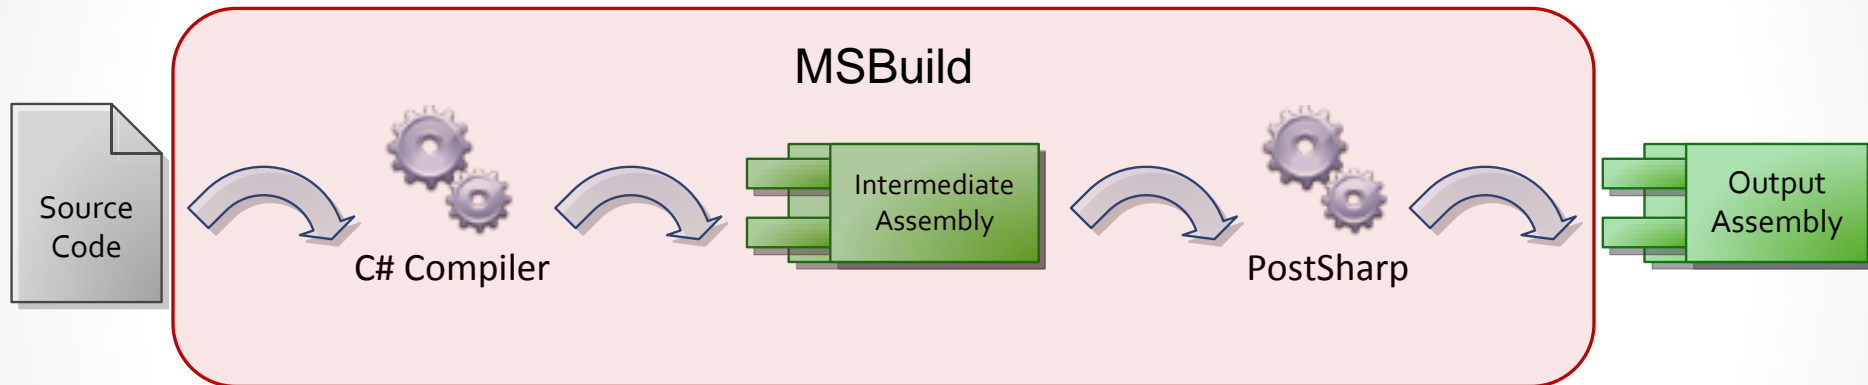 MSBuild
Source
Code
C# Compiler
Intermediate
Assembly
PostSharp
Output
Assembly